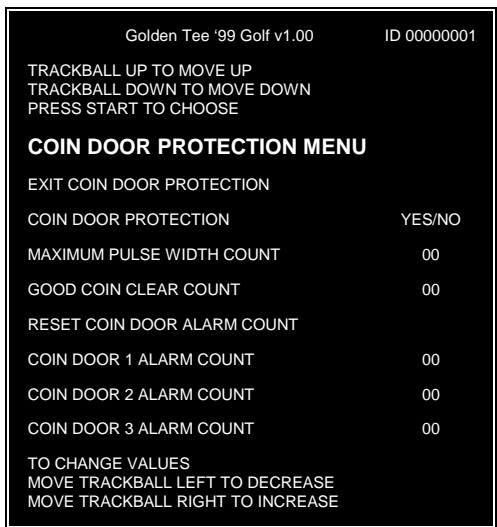 Golden Tee ‘99 Golf v1.00 ID 00000001
TRACKBALL UP TO MOVE UP
TRACKBALL DOWN TO MOVE DOWN
PRESS START TO CHOOSE
COIN DOOR PROTECTION MENU
EXIT COIN DOOR PROTECTION
COIN DOOR PROTECTION YES/NO
MAXIMUM PULSE WIDTH COUNT 00
GOOD COIN CLEAR COUNT 00
RESET COIN DOOR ALARM COUNT
COIN DOOR 1 ALARM COUNT 00
COIN DOOR 2 ALARM COUNT 00
COIN DOOR 3 ALARM COUNT 00
TO CHANGE VALUES
MOVE TRACKBALL LEFT TO DECREASE
MOVE TRACKBALL RIGHT TO INCREASE